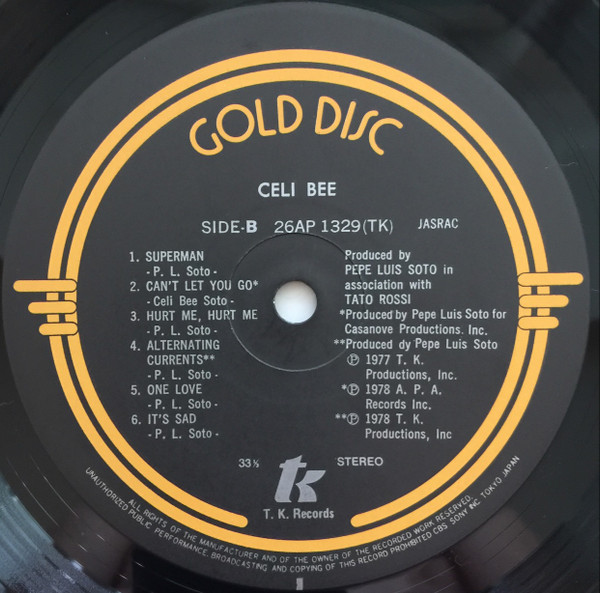 GOLD DISC
CELI BEE
SIDE-B 26AP 1329(TK) JASRAC
1. SUPERMAN
- P. L. Soto -
2. CAN'T LET YOU GO*
- Celi Bee Soto -
3. HURT ME, HURT ME
- P. L. Soto -
4. ALTERNATING
CURRENTS**
- P. L. Soto -
5. ONE LOVE
- P. L. Soto -
6. IT'S SAD
- P. L. Soto -
Produced by
PEPE LUIS SOTO in
association with
TATO ROSSI
*Produced by Pepe Luis Soto for
Casanove Productions. Inc.
**Produced dy Pepe Luis Soto
℗ 1977 T. K.
Productions, Inc.
*℗ 1978 A. P. A.
Records Inc.
**℗ 1978 T. K.
Productions, Inc
33⅓ STEREO
tk
T. K. Records
ALL RIGHTS OF THE MANUFACTURER AND OF THE OWNER OF THE RECORDED WORK RESERVED.
UNAUTHORIZED PUBLIC PERFORMANCE, BROADCASTING AND COPYING OF THIS RECORD PROHIBITED CBS SONY INC. TOKYO JAPAN